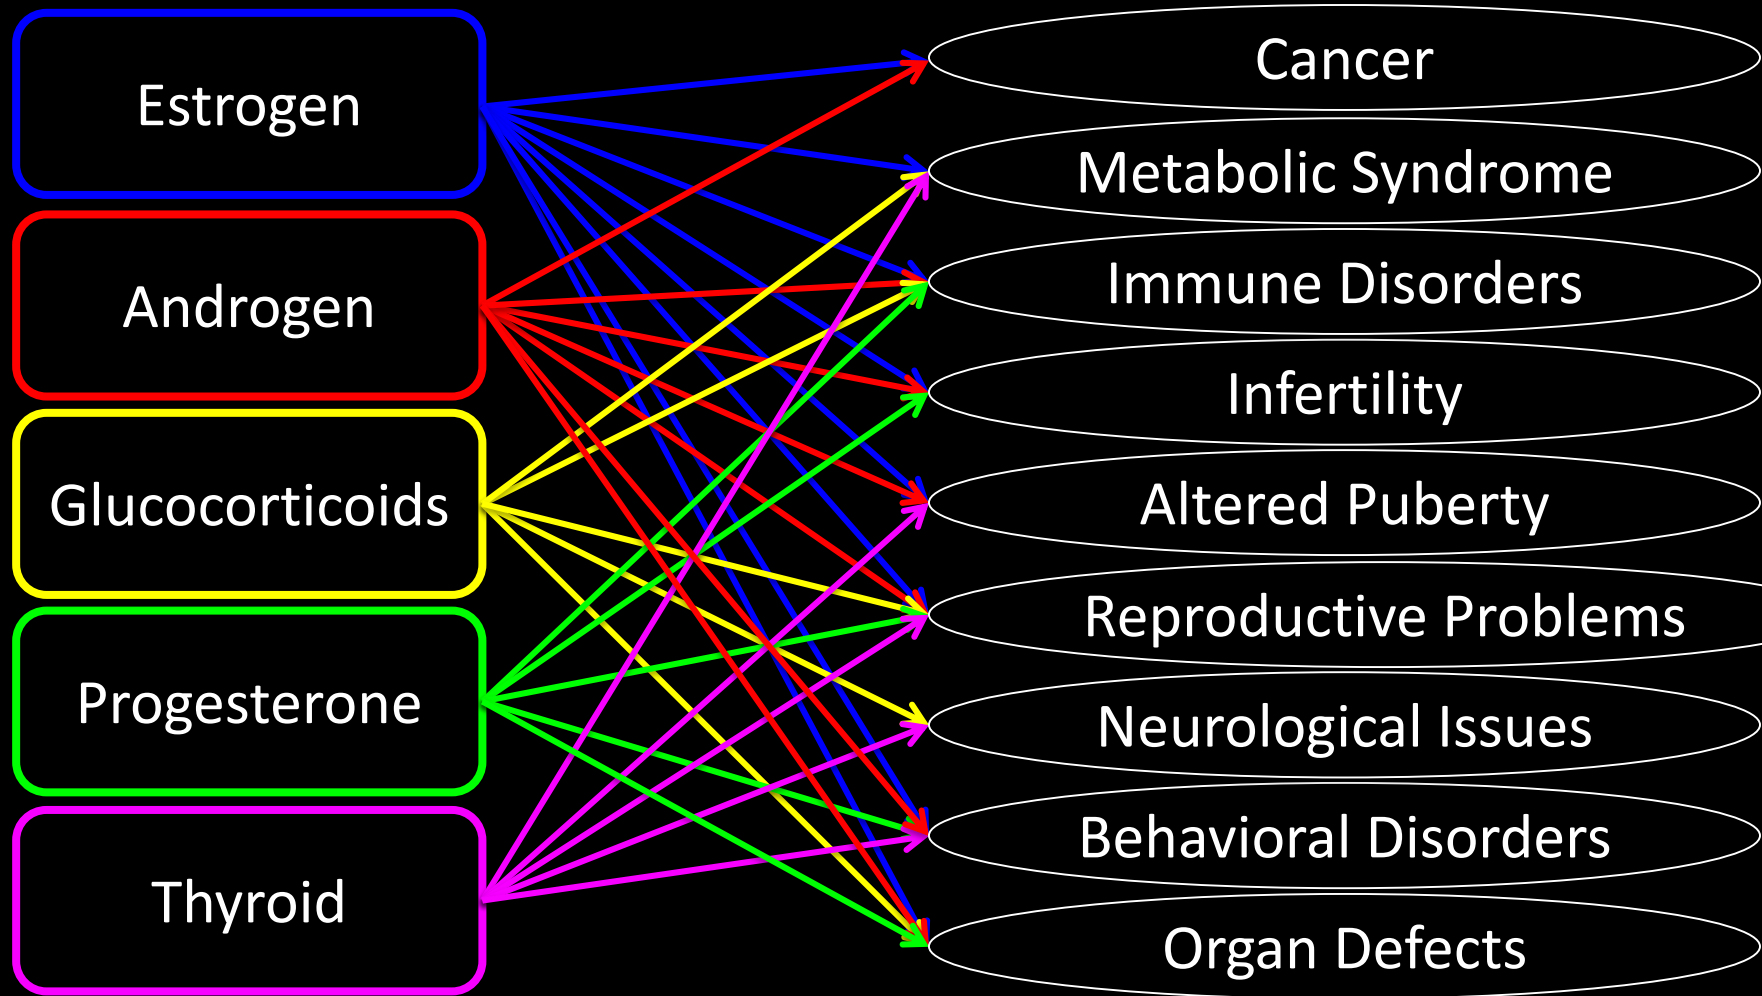 Estrogen
Androgen
Glucocorticoids
Progesterone
Thyroid
Cancer
Metabolic Syndrome
Immune Disorders
Infertility
Altered Puberty
Reproductive Problems
Neurological Issues
Behavioral Disorders
Organ Defects